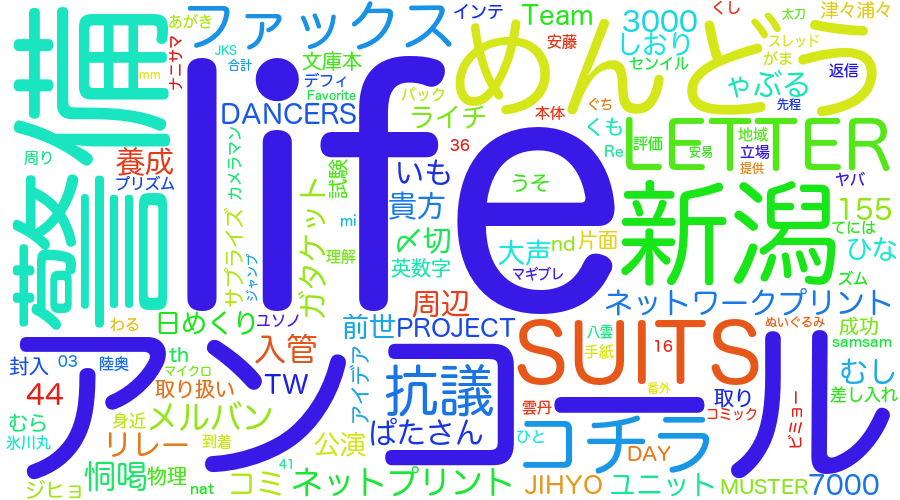 あがき
ファックス
インテ
Team
3000
くし
太刀
津々浦々
ナニサマ
JKS
合計
文庫本
安藤
しおり
スレッド
めんどう
警備
mm
デフィ
センイル
がま
返信
life
Favorite
パック
ゃぶる
DANCERS
ライチ
本体
ぐち
先程
LETTER
周り
養成
カメラマン
36
くも
評価
地域
プリズム
試験
いも
Re
安易
立場
提供
ヤバ
うそ
新潟
貴方
155
mi
てには
サプライズ
ガタケット
〆切
大声
nd
片面
ひな
ジャンプ
理解
英数字
マギブレ
ズム
周辺
ネットワークプリント
わる
日めくり
ユソノ
前世
PROJECT
SUITS
八雲
ぬいぐるみ
成功
samsam
アンコール
封入
03
陸奥
th
入管
アイデア
手紙
16
マイクロ
TW
抗議
むし
44
取り扱い
番外
取り
差し入れ
むら
身近
メルバン
雲丹
コミック
ぱたさん
コチラ
ビミョー
氷川丸
リレー
到着
公演
ひと
DAY
恫喝
物理
41
ジヒョ
nat
コミ
ネットプリント
JIHYO
ユニット
MUSTER
7000